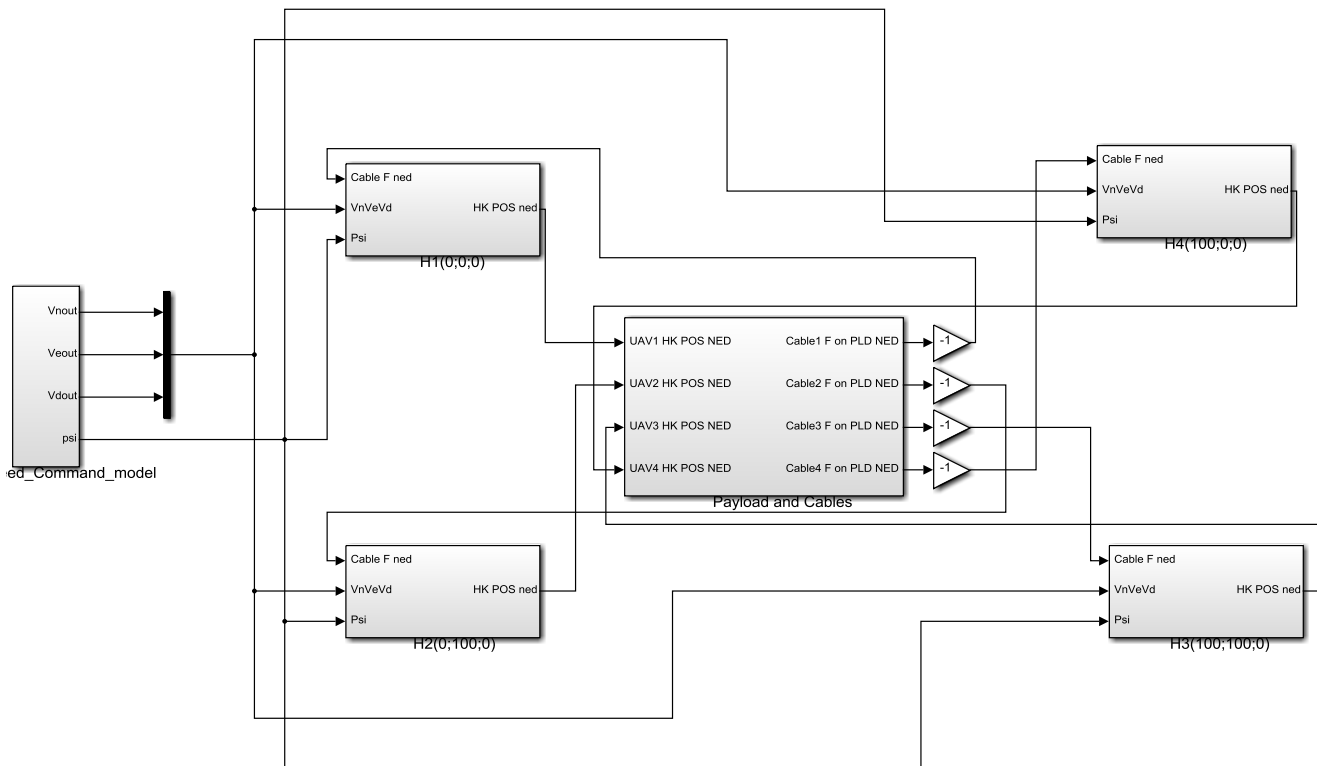 Cable F ned
VnVeVd
Psi
HK POS ned
H4(100;0;0)
Cable F ned
VnVeVd
Psi
HK POS ned
H1(0;0;0)
Vnout
Veout
Vdout
psi
ed_Command_model
UAV1 HK POS NED
UAV2 HK POS NED
UAV3 HK POS NED
UAV4 HK POS NED
Cable1 F on PLD NED
Cable2 F on PLD NED
Cable3 F on PLD NED
Cable4 F on PLD NED
-1
-1
-1
-1
Payload and Cables
Cable F ned
VnVeVd
Psi
HK POS ned
H2(0;100;0)
Cable F ned
VnVeVd
Psi
HK POS ned
H3(100;100;0)